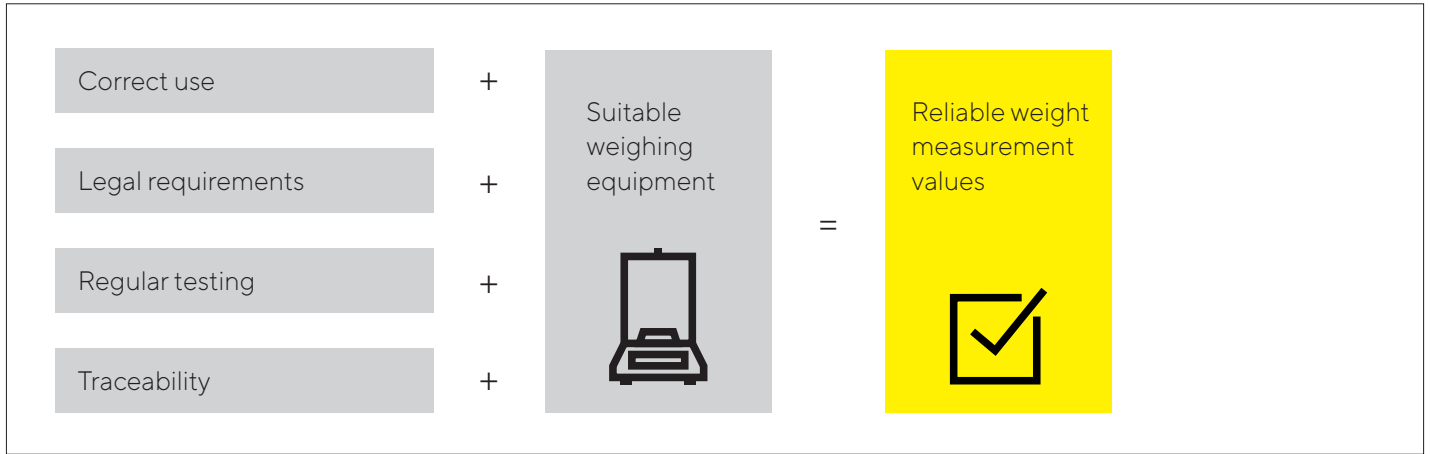 Correct use
+
Legal requirements
+
Regular testing
+
Traceability
+
Suitable
weighing
equipment
=
Reliable weight
measurement
values